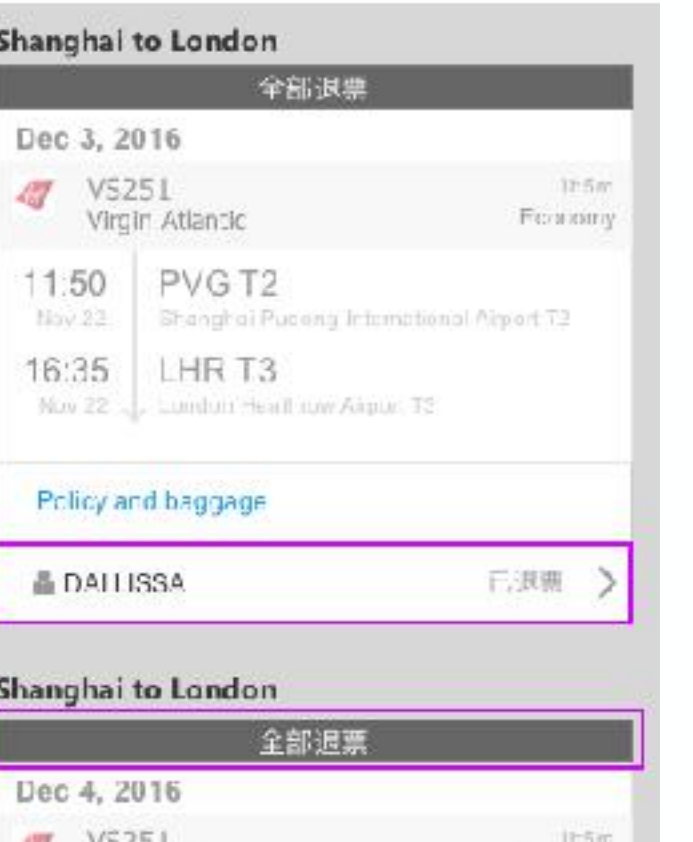 Shanghai to London
全部退票
Dec 3, 2016
VS251 1h5m
Virgin Atlantic Economy
11:50 PVG T2
Nov 22 Shanghai Pudong International Airport T2
16:35 LHR T3
Nov 22 London Heathrow Airport T3
Policy and baggage
已退票
Shanghai to London
全部退票
Dec 4, 2016
VS251 1h5m